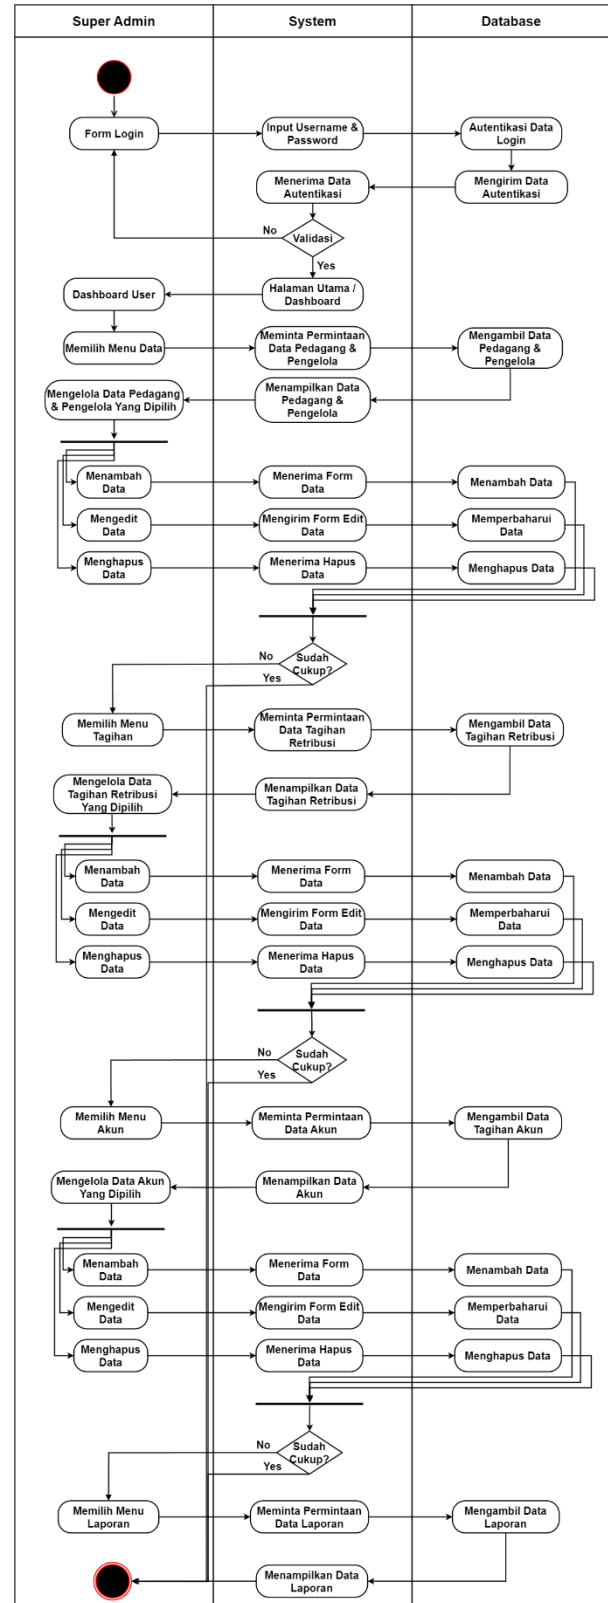 Super Admin
System
Database
Form Login
Input Username &
Password
Autentikasi Data
Login
Menerima Data
Autentikasi
Mengirim Data
Autentikasi
No
Validasi
Yes
Dashboard User
Halaman Utama /
Dashboard
Memilih Menu Data
Meminta Permintaan
Data Pedagang &
Pengelola
Mengambil Data
Pedagang &
Pengelola
Mengelola Data Pedagang
& Pengelola Yang Dipilih
Menampilkan Data
Pedagang &
Pengelola
Menambah
Data
Menerima Form
Data
Menambah Data
Mengedit
Data
Mengirim Form Edit
Data
Memperbaharui
Data
Menghapus
Data
Menerima Hapus
Data
Menghapus Data
No
Sudah
Cukup?
Yes
Memilih Menu
Tagihan
Meminta Permintaan
Data Tagihan
Retribusi
Mengambil Data
Tagihan Retribusi
Mengelola Data
Tagihan Retribusi
Yang Dipilih
Menampilkan Data
Tagihan Retribusi
Menambah
Data
Menerima Form
Data
Menambah Data
Mengedit
Data
Mengirim Form Edit
Data
Memperbaharui
Data
Menghapus
Data
Menerima Hapus
Data
Menghapus Data
No
Sudah
Cukup?
Yes
Memilih Menu
Akun
Meminta Permintaan
Data Akun
Mengambil Data
Tagihan Akun
Mengelola Data Akun
Yang Dipilih
Menampilkan Data
Akun
Menambah
Data
Menerima Form
Data
Menambah Data
Mengedit
Data
Mengirim Form Edit
Data
Memperbaharui
Data
Menghapus
Data
Menerima Hapus
Data
Menghapus Data
No
Sudah
Cukup?
Yes
Memilih Menu
Laporan
Meminta Permintaan
Data Laporan
Mengambil Data
Laporan
Menampilkan Data
Laporan